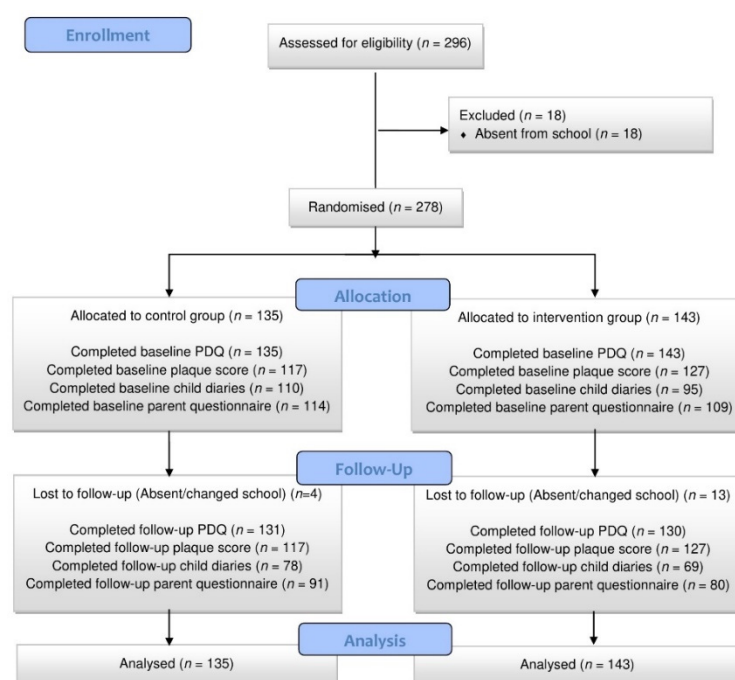 Enrollment
Assessed for eligibility (n = 296)
Excluded (n = 18)
♦ Absent from school (n = 18)
Randomised (n = 278)
Allocation
Allocated to control group (n = 135)
Completed baseline PDQ (n = 135)
Completed baseline plaque score (n = 117)
Completed baseline child diaries (n = 110)
Completed baseline parent questionnaire (n = 114)
Allocated to intervention group (n = 143)
Completed baseline PDQ (n = 143)
Completed baseline plaque score (n = 127)
Completed baseline child diaries (n = 95)
Completed baseline parent questionnaire (n = 109)
Follow-Up
Lost to follow-up (Absent/changed school) (n=4)
Completed follow-up PDQ (n = 131)
Completed follow-up plaque score (n = 117)
Completed follow-up child diaries (n = 78)
Completed follow-up parent questionnaire (n = 91)
Lost to follow-up (Absent/changed school) (n = 13)
Completed follow-up PDQ (n = 130)
Completed follow-up plaque score (n = 127)
Completed follow-up child diaries (n = 69)
Completed follow-up parent questionnaire (n = 80)
Analysis
Analysed (n = 135)
Analysed (n = 143)